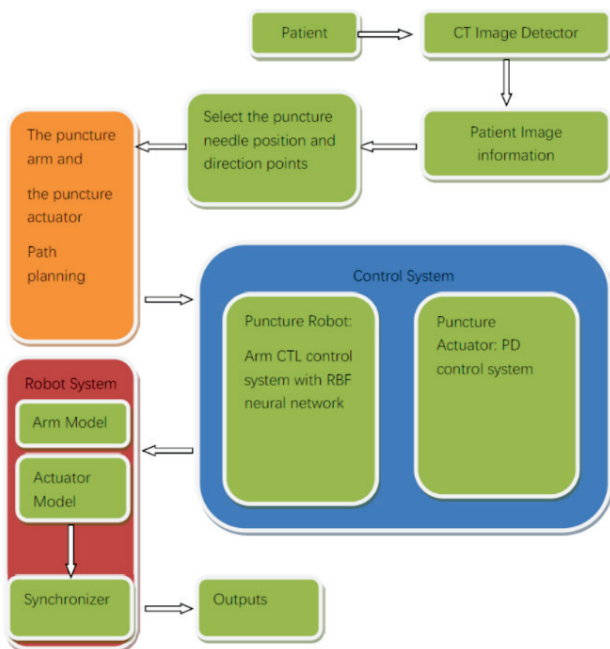 Patient
CT Image Detector
Patient Image
information
Select the puncture
needle position and
direction points
The puncture
arm and
the puncture
actuator
Path
planning
Control System
Puncture Robot:
Arm CTL control
system with RBF
neural network
Puncture
Actuator: PD
control system
Robot System
Arm Model
Actuator
Model
Synchronizer
Outputs